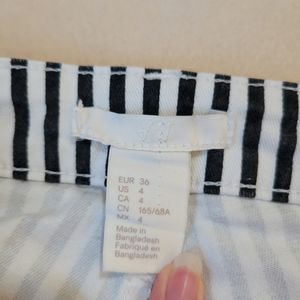 EUR 36
US 4
CA 4
CN 165/68A
MX 4
Made in
Bangladesh
Fabriqué en
Bangladesh